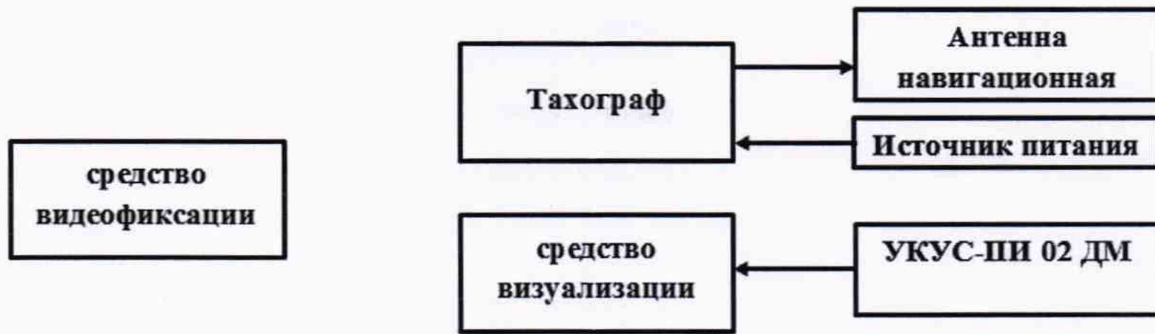 Антенна
навигационная
Тахограф
Источник питания
средство
видеофиксации
средство
визуализации
УКУС-ПИ 02 ДМ